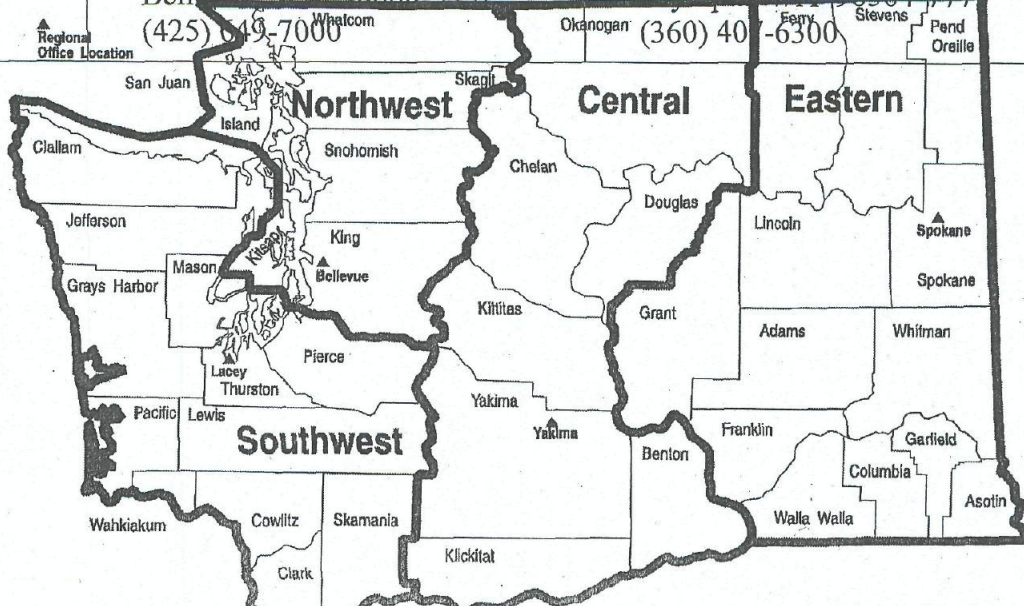 Whatcom
Okanogan
Ferry
Stevens
Pend
Oreille
Regional
Office Location
(425) 649-7000
(360) 407-6300
San Juan
Skagit
Northwest
Central
Eastern
Island
Clallam
Snohomish
Chelan
Douglas
Jefferson
Lincoln
King
Kitsap
Bellevue
Spokane
Mason
Grays Harbor
Spokane
Kittitas
Grant
Adams
Whitman
Pierce
Lacey
Thurston
Yakima
Pacific
Lewis
Yakima
Franklin
Southwest
Benton
Garfield
Columbia
Asotin
Wahkiakum
Cowlitz
Skamania
Walla Walla
Klickitat
Clark